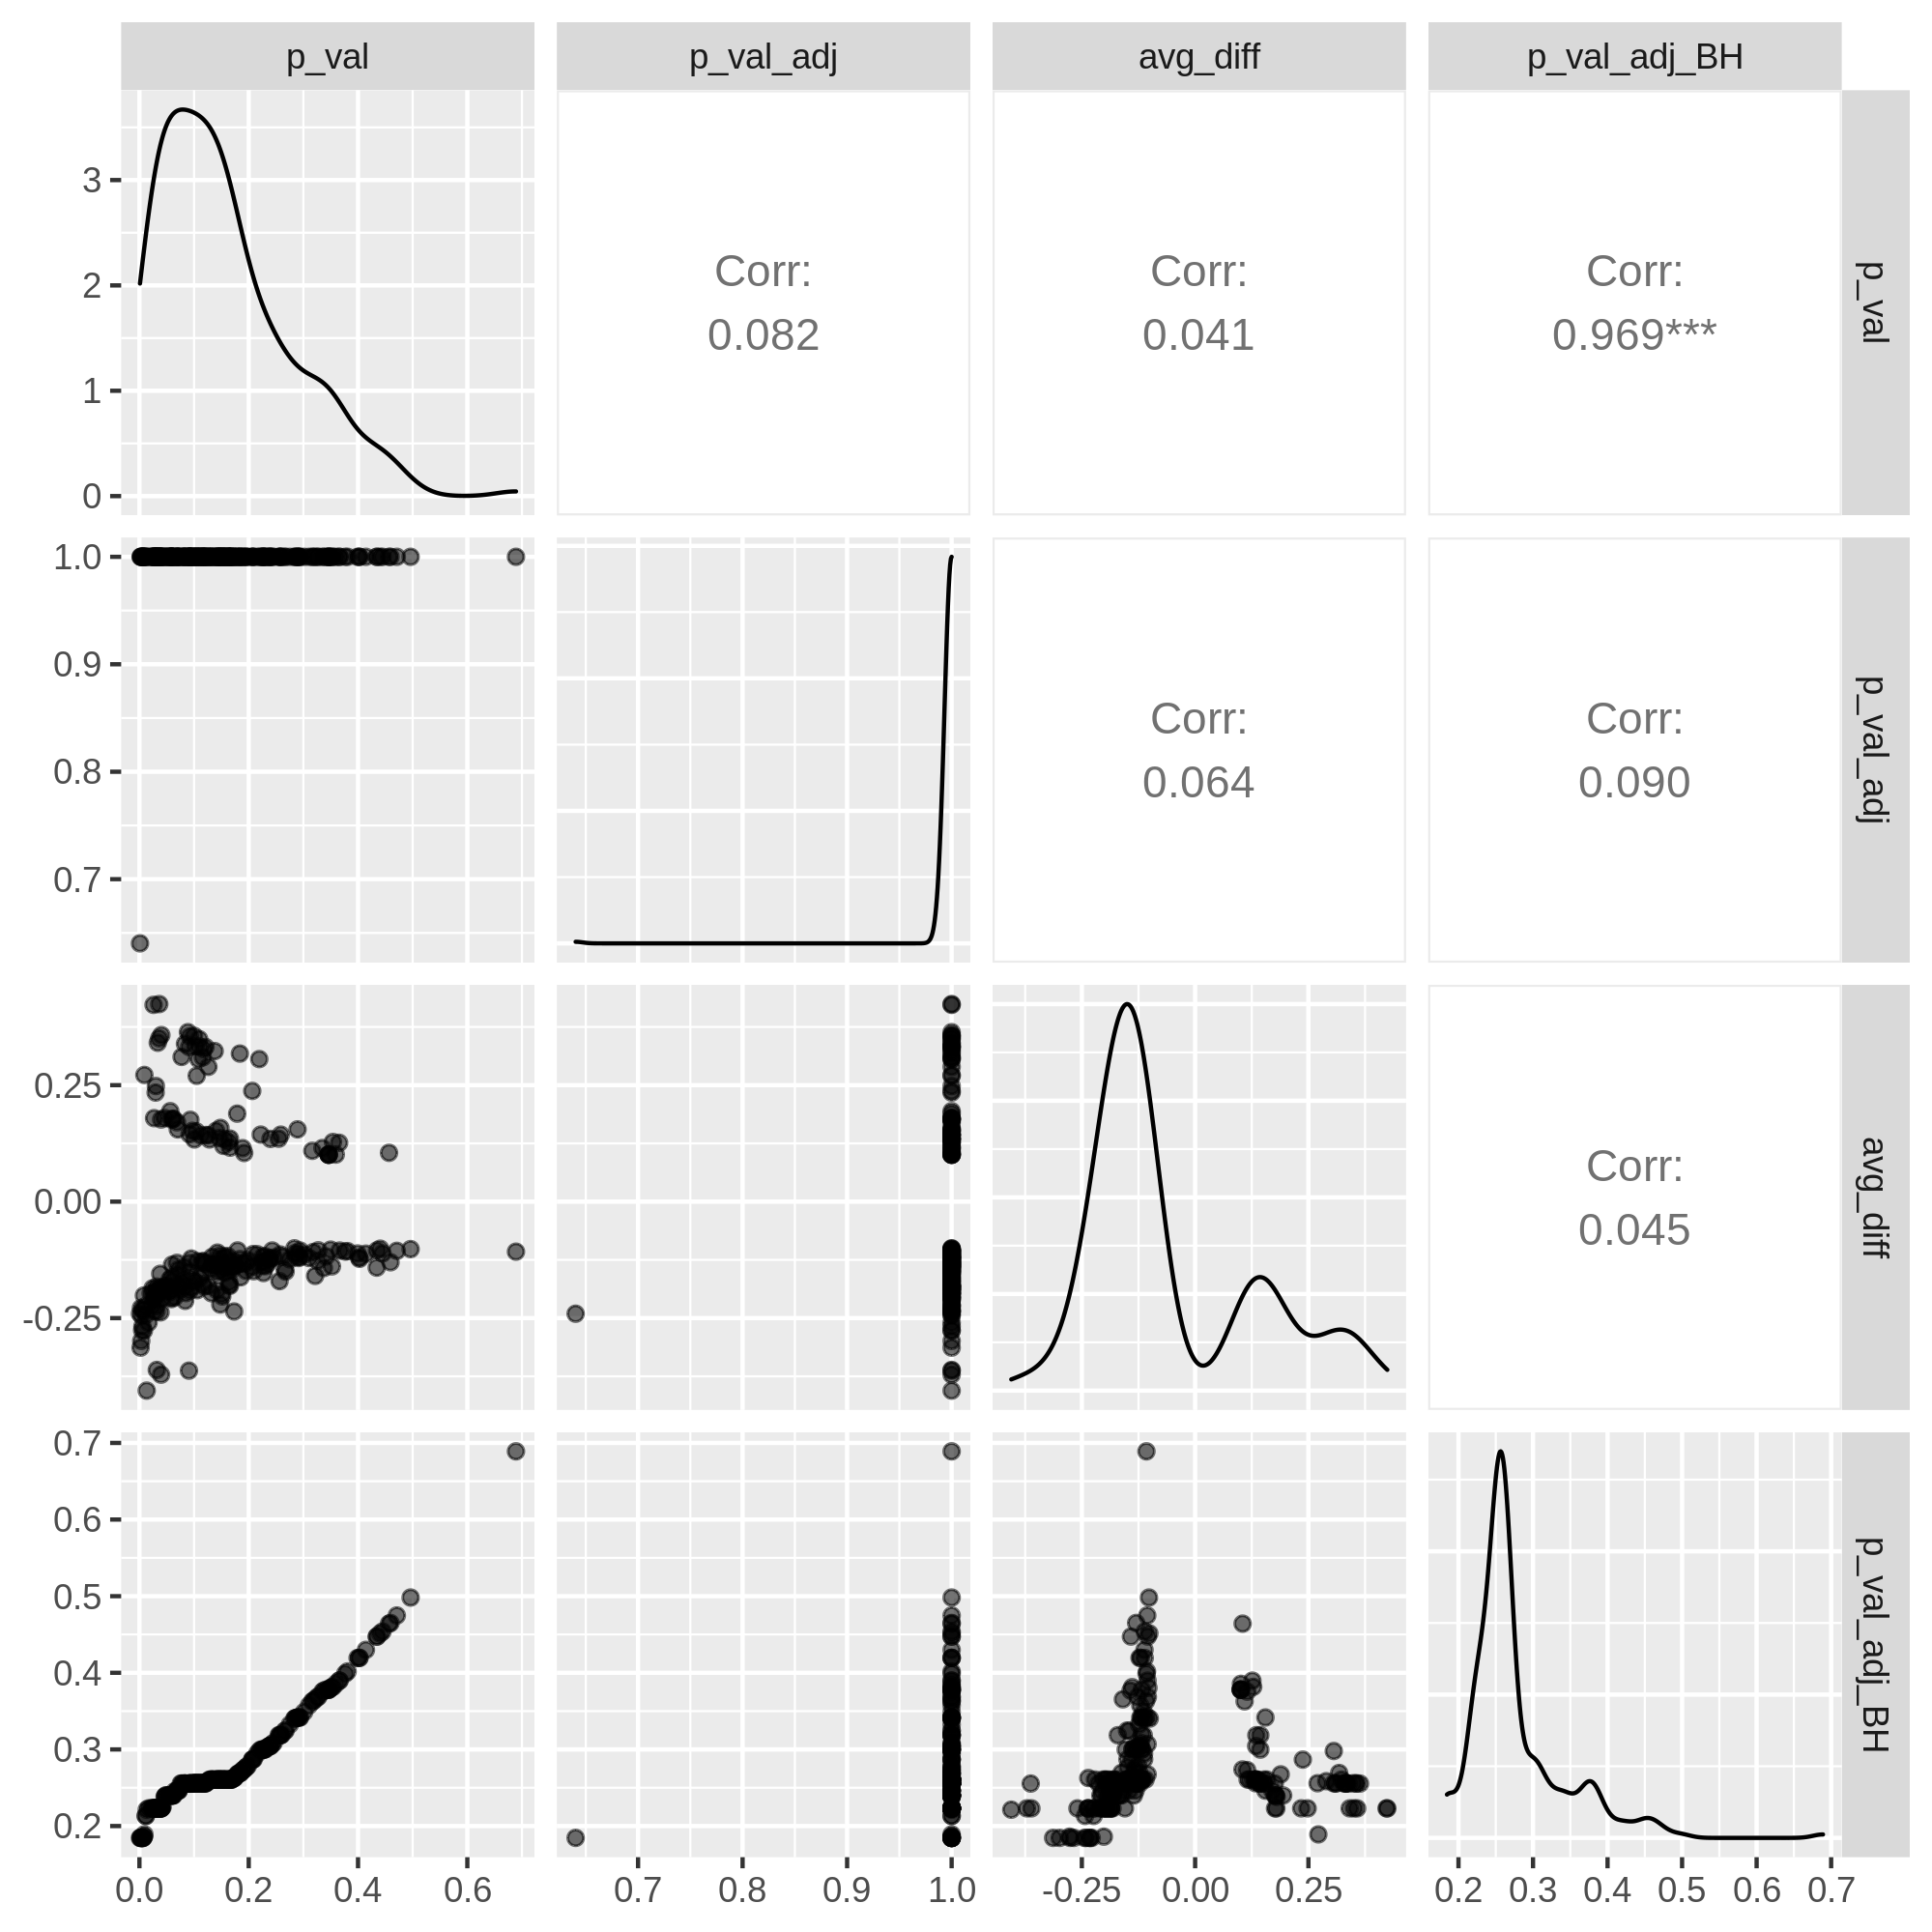 p_val
p_val_adj
avg_diff
p_val_adj_BH
3
2
1
0
Corr:
0.082
Corr:
0.041
Corr:
0.969***
p_val
1.0
0.9
0.8
0.7
Corr:
0.064
Corr:
0.090
p_val_adj
0.25
0.00
-0.25
Corr:
0.045
avg_diff
0.7
0.6
0.5
0.4
0.3
0.2
p_val_adj_BH
0.0 0.2 0.4 0.6
0.7 0.8 0.9 1.0
-0.25 0.00 0.25
0.2 0.3 0.4 0.5 0.6 0.7